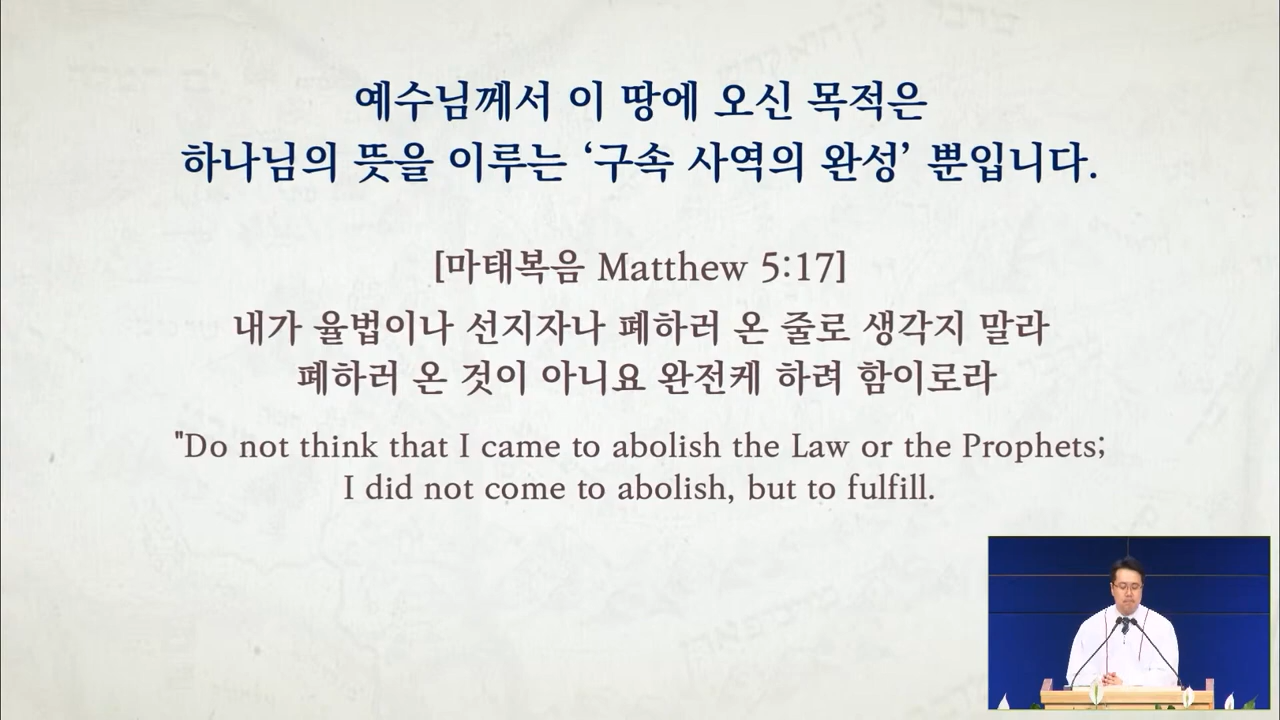 예수님께서 이 땅에 오신 목적은
하나님의 뜻을 이루는 ‘구속 사역의 완성’ 뿐입니다.
[마태복음 Matthew 5:17]
내가 율법이나 선지자나 폐하러 온 줄로 생각지 말라
폐하러 온 것이 아니요 완전케 하려 함이로라
"Do not think that I came to abolish the Law or the Prophets;
I did not come to abolish, but to fulfill.